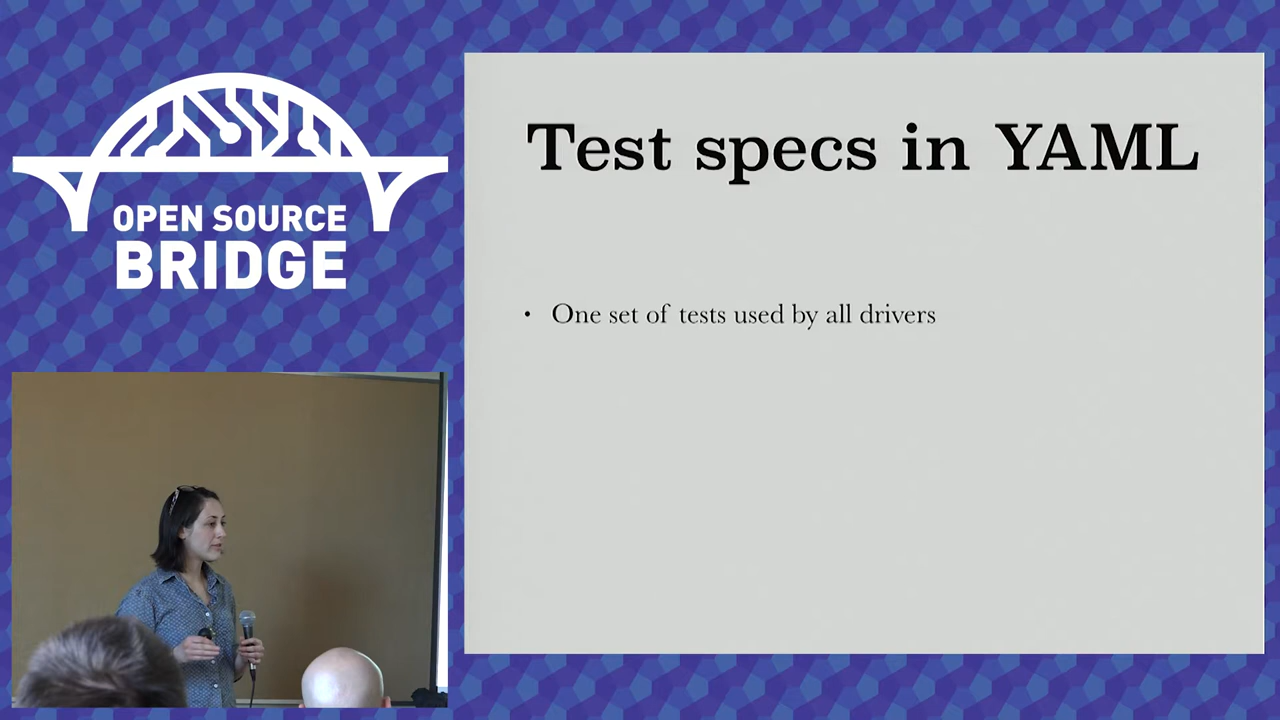 OPEN SOURCE
BRIDGE
Test specs in YAML
• One set of tests used by all drivers